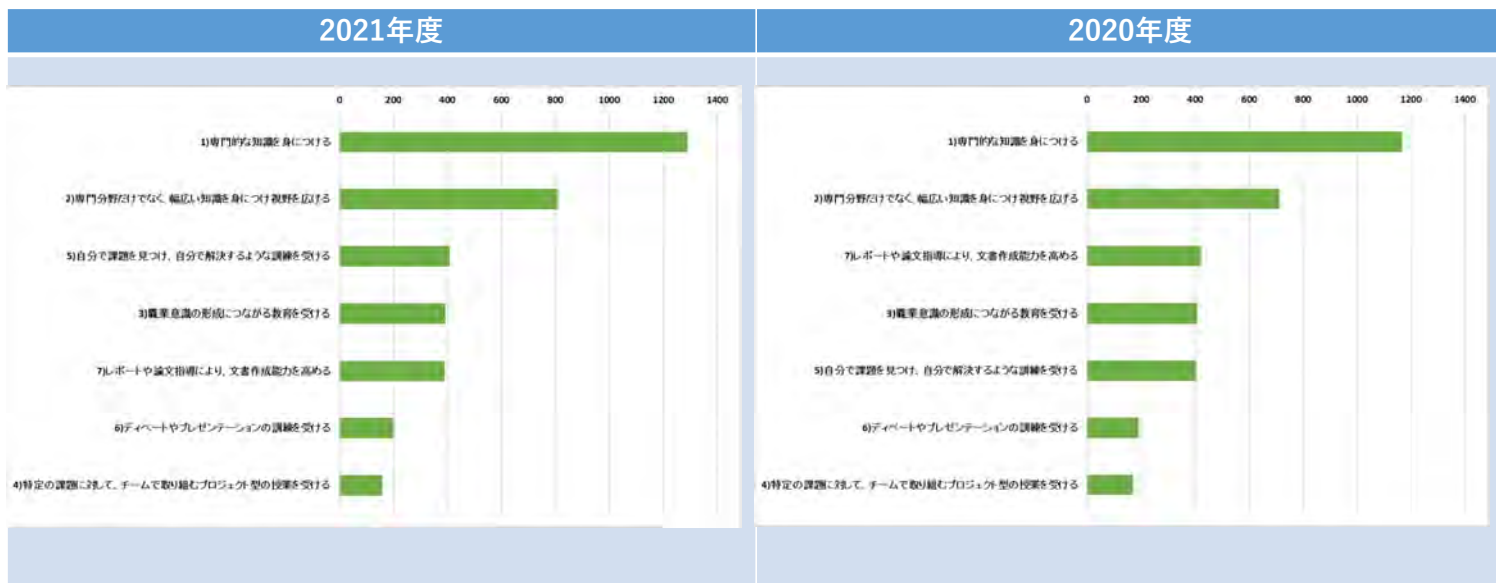 2021年度
2020年度
0 200 400 600 800 1000 1200 1400
1)専門的な知識を身につける
2)専門分野だけでなく、幅広い知識を身につけ視野を広げる
5)自分で課題を見つけ、自分で解決するような訓練を受ける
3)職業意識の形成につながる教育を受ける
7)レポートや論文指導により、文書作成能力を高める
6)ディベートやプレゼンテーションの訓練を受ける
4)特定の課題に対して、チームで取り組むプロジェクト型の授業を受ける
0 200 400 600 800 1000 1200 1400
1)専門的な知識を身につける
2)専門分野だけでなく、幅広い知識を身につけ視野を広げる
7)レポートや論文指導により、文書作成能力を高める
3)職業意識の形成につながる教育を受ける
5)自分で課題を見つけ、自分で解決するような訓練を受ける
6)ディベートやプレゼンテーションの訓練を受ける
4)特定の課題に対して、チームで取り組むプロジェクト型の授業を受ける